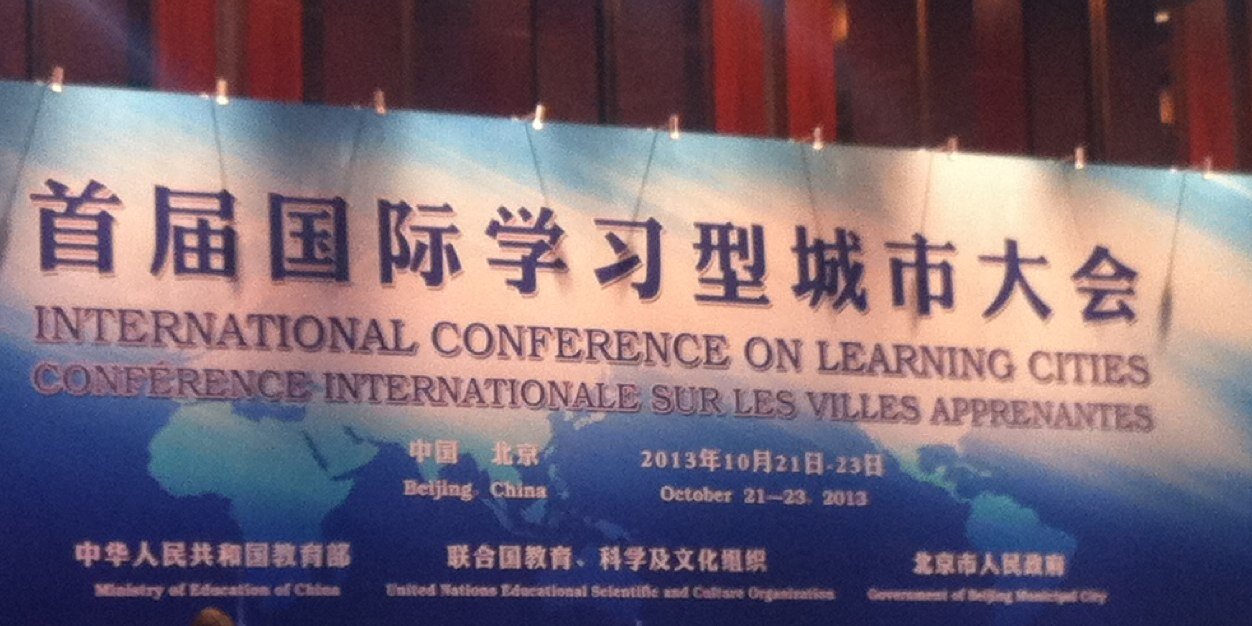 首届国际学习型城市大会
INTERNATIONAL CONFERENCE ON LEARNING CITIES
CONFÉRENCE INTERNATIONALE SUR LES VILLES APPRENANTES
中国 北京
Beijing China
2013年10月21日-23日
October 21—23, 2013
中华人民共和国教育部
Ministry of Education of China
联合国教育、科学及文化组织
United Nations Educational Scientific and Culture Organization
北京市人民政府
Government of Beijing Municipal City